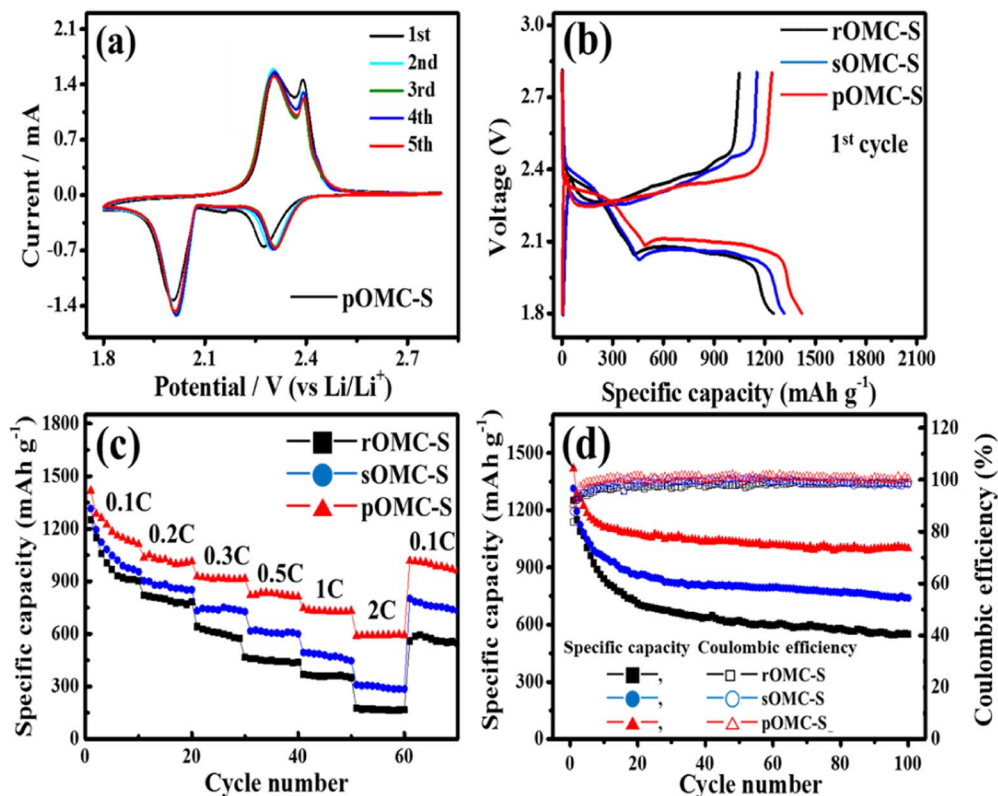 (a)
1st
2nd
3rd
4th
5th
pOMC-S
2.1
1.4
0.7
0.0
-0.7
-1.4
Current / mA
1.8
2.1
2.4
2.7
Potential / V (vs Li/Li⁺)
(b)
rOMC-S
sOMC-S
pOMC-S
1st cycle
3.0
2.7
2.4
2.1
1.8
Voltage (V)
0
300
600
900
1200
1500
1800
2100
Specific capacity (mAh g⁻¹)
(c)
rOMC-S
sOMC-S
pOMC-S
0.1C
0.2C
0.3C
0.5C
1C
2C
0.1C
1800
1500
1200
900
600
300
0
Specific capacity (mAh g⁻¹)
0
20
40
60
Cycle number
(d)
1800
1500
1200
900
600
300
0
Specific capacity (mAh g⁻¹)
120
100
80
60
40
20
0
Coulombic efficiency (%)
Specific capacity Coulombic efficiency
, rOMC-S
, sOMC-S
, pOMC-S
0
20
40
60
80
100
Cycle number